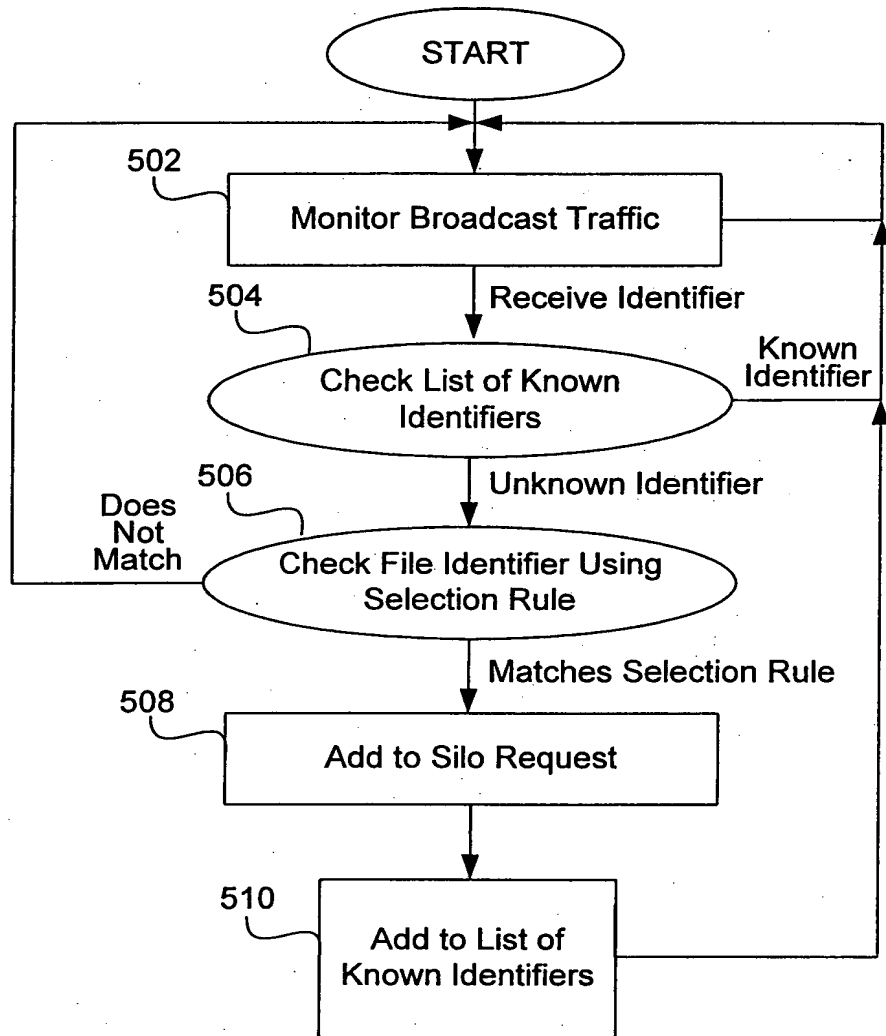 START
502
Monitor Broadcast Traffic
504
Receive Identifier
Known
Identifier
Check List of Known
Identifiers
506
Unknown Identifier
Does
Not
Match
Check File Identifier Using
Selection Rule
Matches Selection Rule
508
Add to Silo Request
510
Add to List of
Known Identifiers